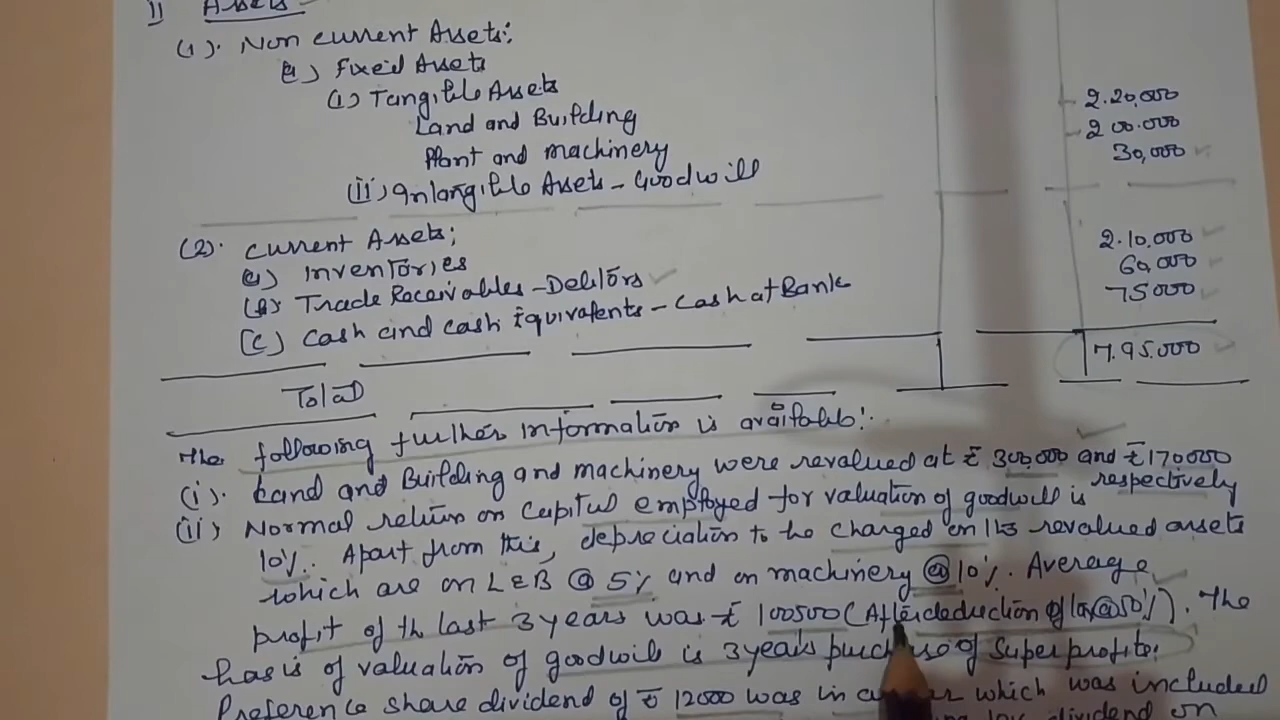 1) Assets
(1). Non current Assets:
a) Fixed Assets
(i) Tangible Assets
Land and Building 2.20,000
Plant and machinery 200.000
(ii) Intangible Assets - Goodwill 30,000
(2). current Assets;
(a) inventories 2.10,000
(b) Trade Receivables - Debtors 60,000
(c) cash and cash Equivalents - Cash at Bank 75000
Total 7.95.000
The following further information is available:
(i). Land and Building and machinery were revalued at ₹ 300,000 and ₹ 170000 respectively
(ii) Normal return on capital employed for valuation of goodwill is
10%. Apart from this, depreciation to be charged on the revalued assets
which are on L&B @ 5% and on machinery @ 10%. Average
profit of the last 3 years was ₹ 100500 (After deduction of tax @ 50%). The
basis of valuation of goodwill is 3 years purchase of super profits.
Preference share dividend of ₹ 12000 was in which was included
dividend on